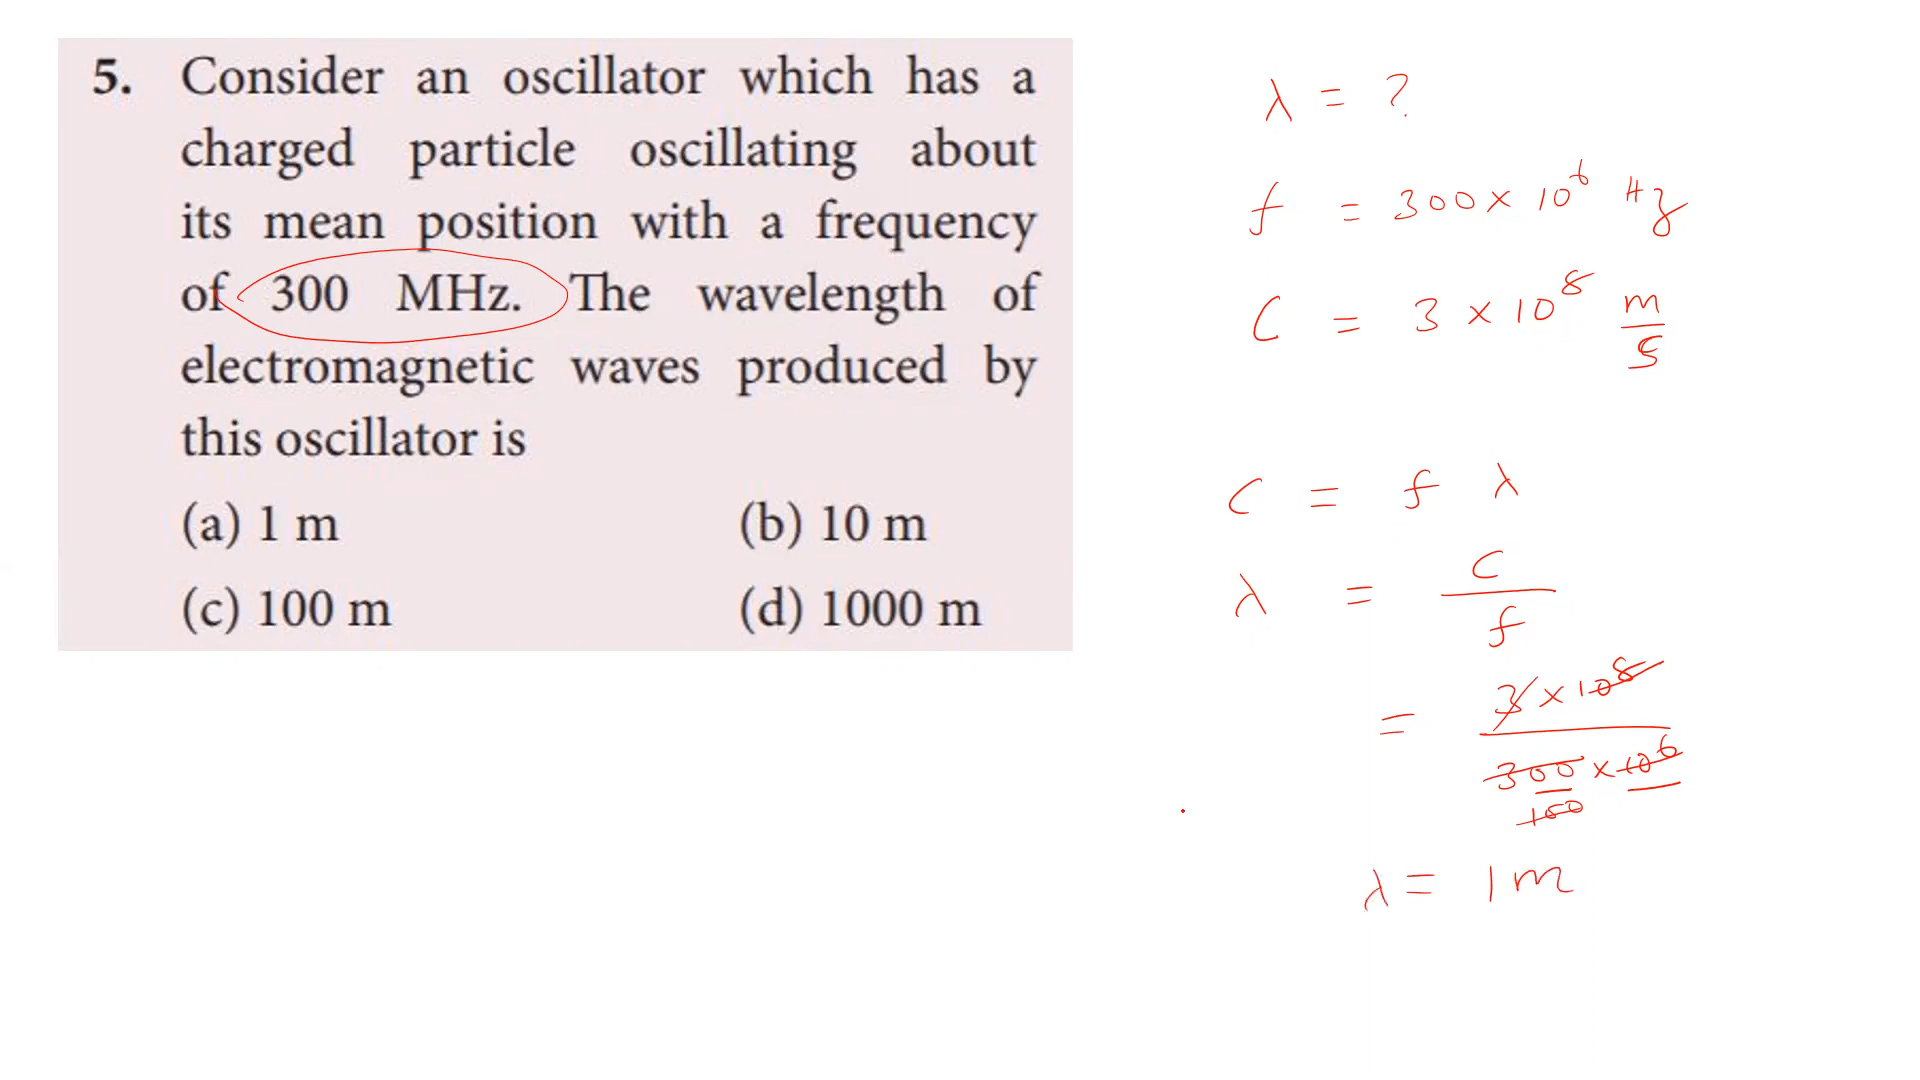 5. Consider an oscillator which has a
charged particle oscillating about
its mean position with a frequency
of 300 MHz. The wavelength of
electromagnetic waves produced by
this oscillator is
(a) 1 m (b) 10 m
(c) 100 m (d) 1000 m
λ = ?
f = 300 × 10⁶ Hz
C = 3 × 10⁸ m/s
C = f λ
λ = C/f
= 3 × 10⁸ / 300 × 10⁶
100
λ = 1 m